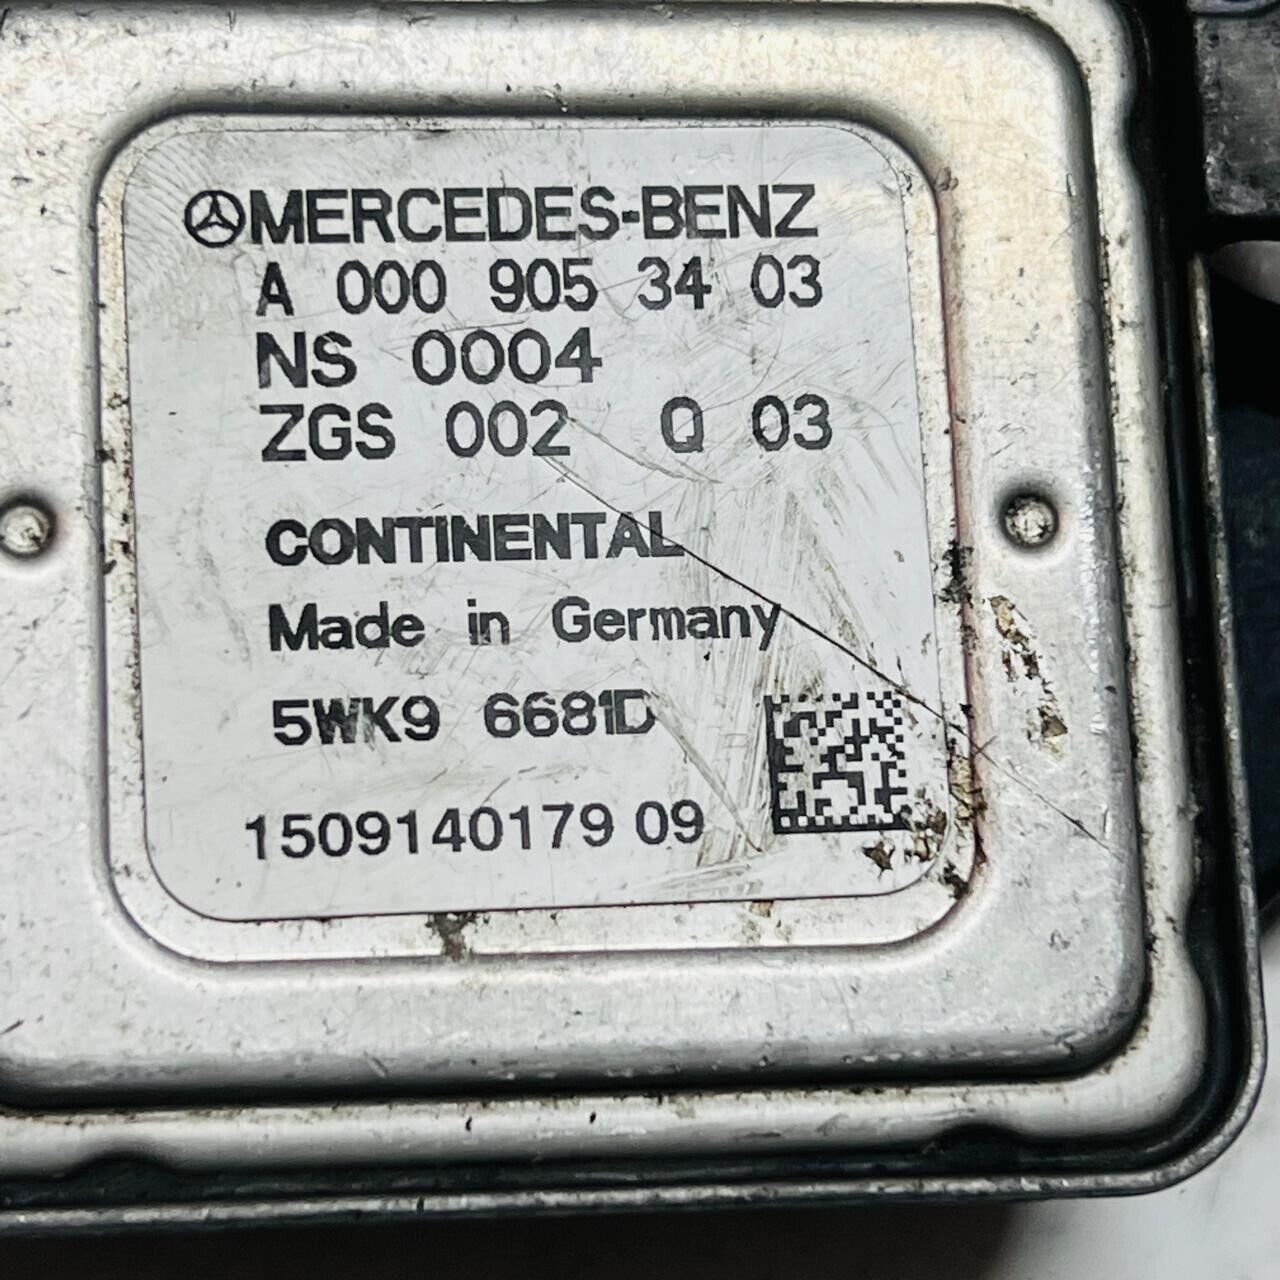 MERCEDES-BENZ
A 000 905 34 03
NS 0004
ZGS 002 Q 03
CONTINENTAL
Made in Germany
5WK9 6681D
1509140179 09